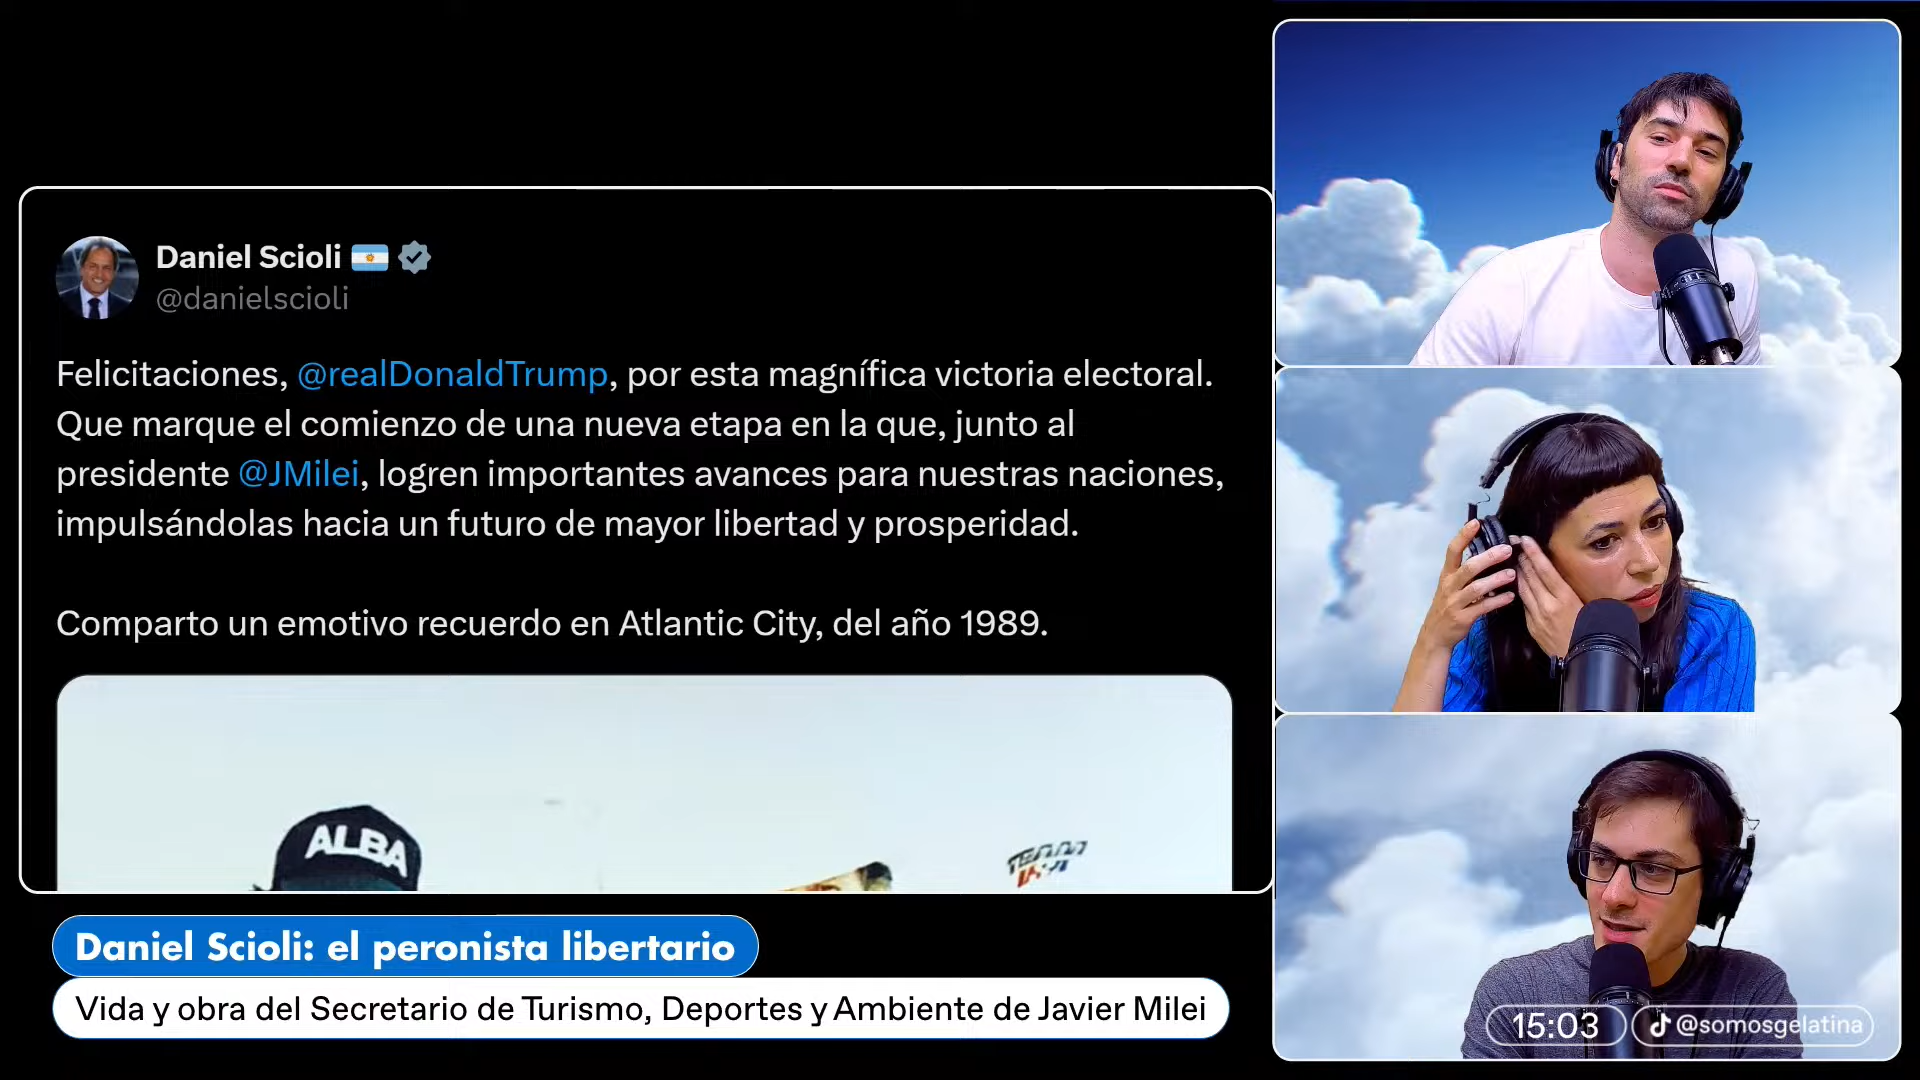 Daniel Scioli 🇦🇷
@danielscioli
Felicitaciones, @realDonaldTrump, por esta magnífica victoria electoral.
Que marque el comienzo de una nueva etapa en la que, junto al
presidente @JMilei, logren importantes avances para nuestras naciones,
impulsándolas hacia un futuro de mayor libertad y prosperidad.
Comparto un emotivo recuerdo en Atlantic City, del año 1989.
ALBA
Daniel Scioli: el peronista libertario
Vida y obra del Secretario de Turismo, Deportes y Ambiente de Javier Milei
15:03
@somosgelatina